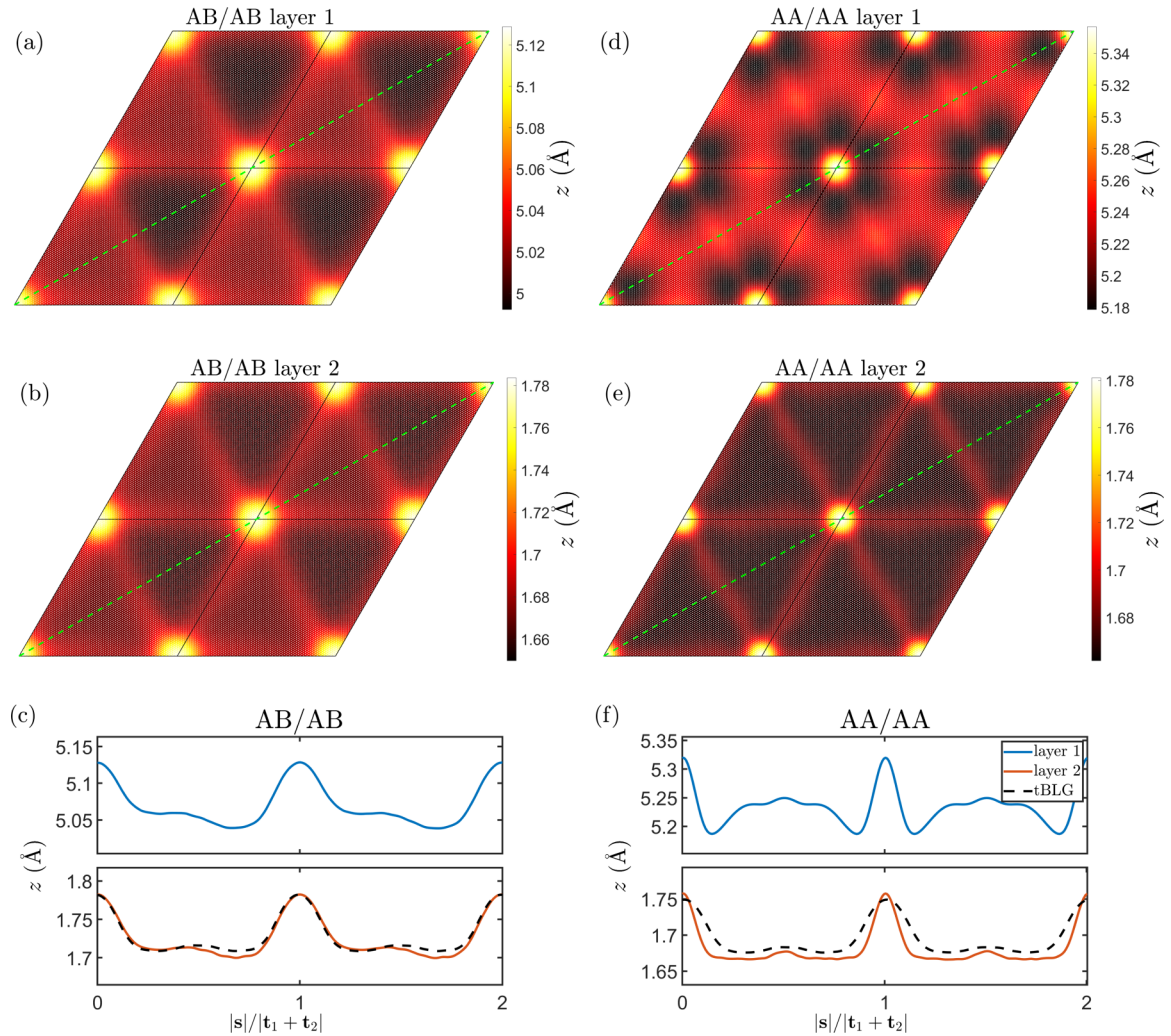 (a)
AB/AB layer 1
5.12
5.1
5.08
5.06
5.04
5.02
5
z (Å)
(d)
AA/AA layer 1
5.34
5.32
5.3
5.28
5.26
5.24
5.22
5.2
5.18
z (Å)
(b)
AB/AB layer 2
1.78
1.76
1.74
1.72
1.7
1.68
1.66
z (Å)
(e)
AA/AA layer 2
1.78
1.76
1.74
1.72
1.7
1.68
z (Å)
(c)
AB/AB
5.15
5.1
5.05
1.8
1.75
1.7
z (Å)
0 1 2
|s|/|t₁ + t₂|
(f)
AA/AA
layer 1
layer 2
tBLG
5.35
5.3
5.25
5.2
1.75
1.7
1.65
z (Å)
0 1 2
|s|/|t₁ + t₂|